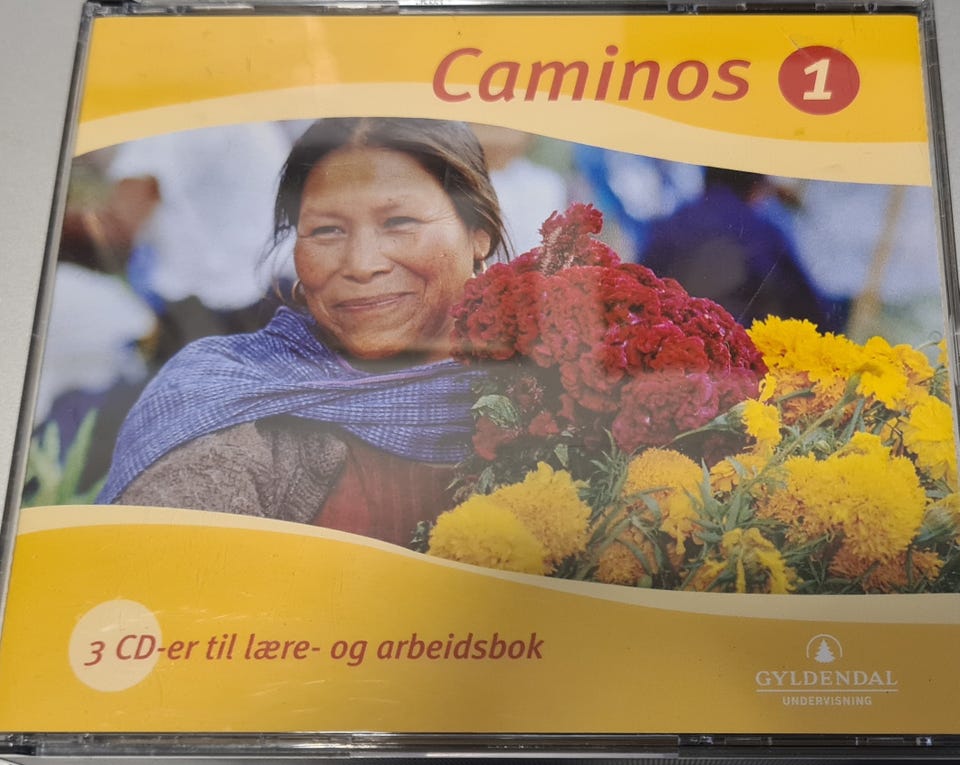 Caminos 1
3 CD-er til lære- og arbeidsbok
GYLDENDAL
UNDERVISNING